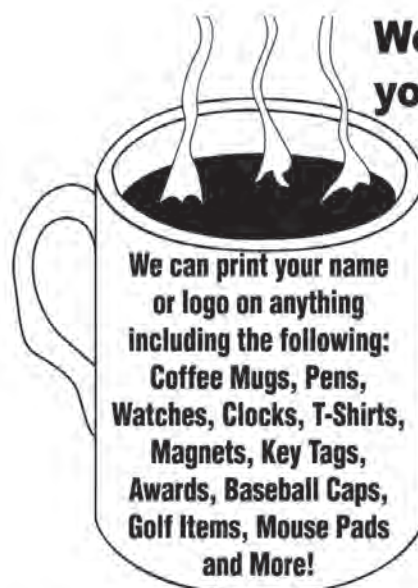 We can print your name
or logo on anything
including the following:
Coffee Mugs, Pens,
Watches, Clocks, T-Shirts,
Magnets, Key Tags,
Awards, Baseball Caps,
Golf Items, Mouse Pads
and More!